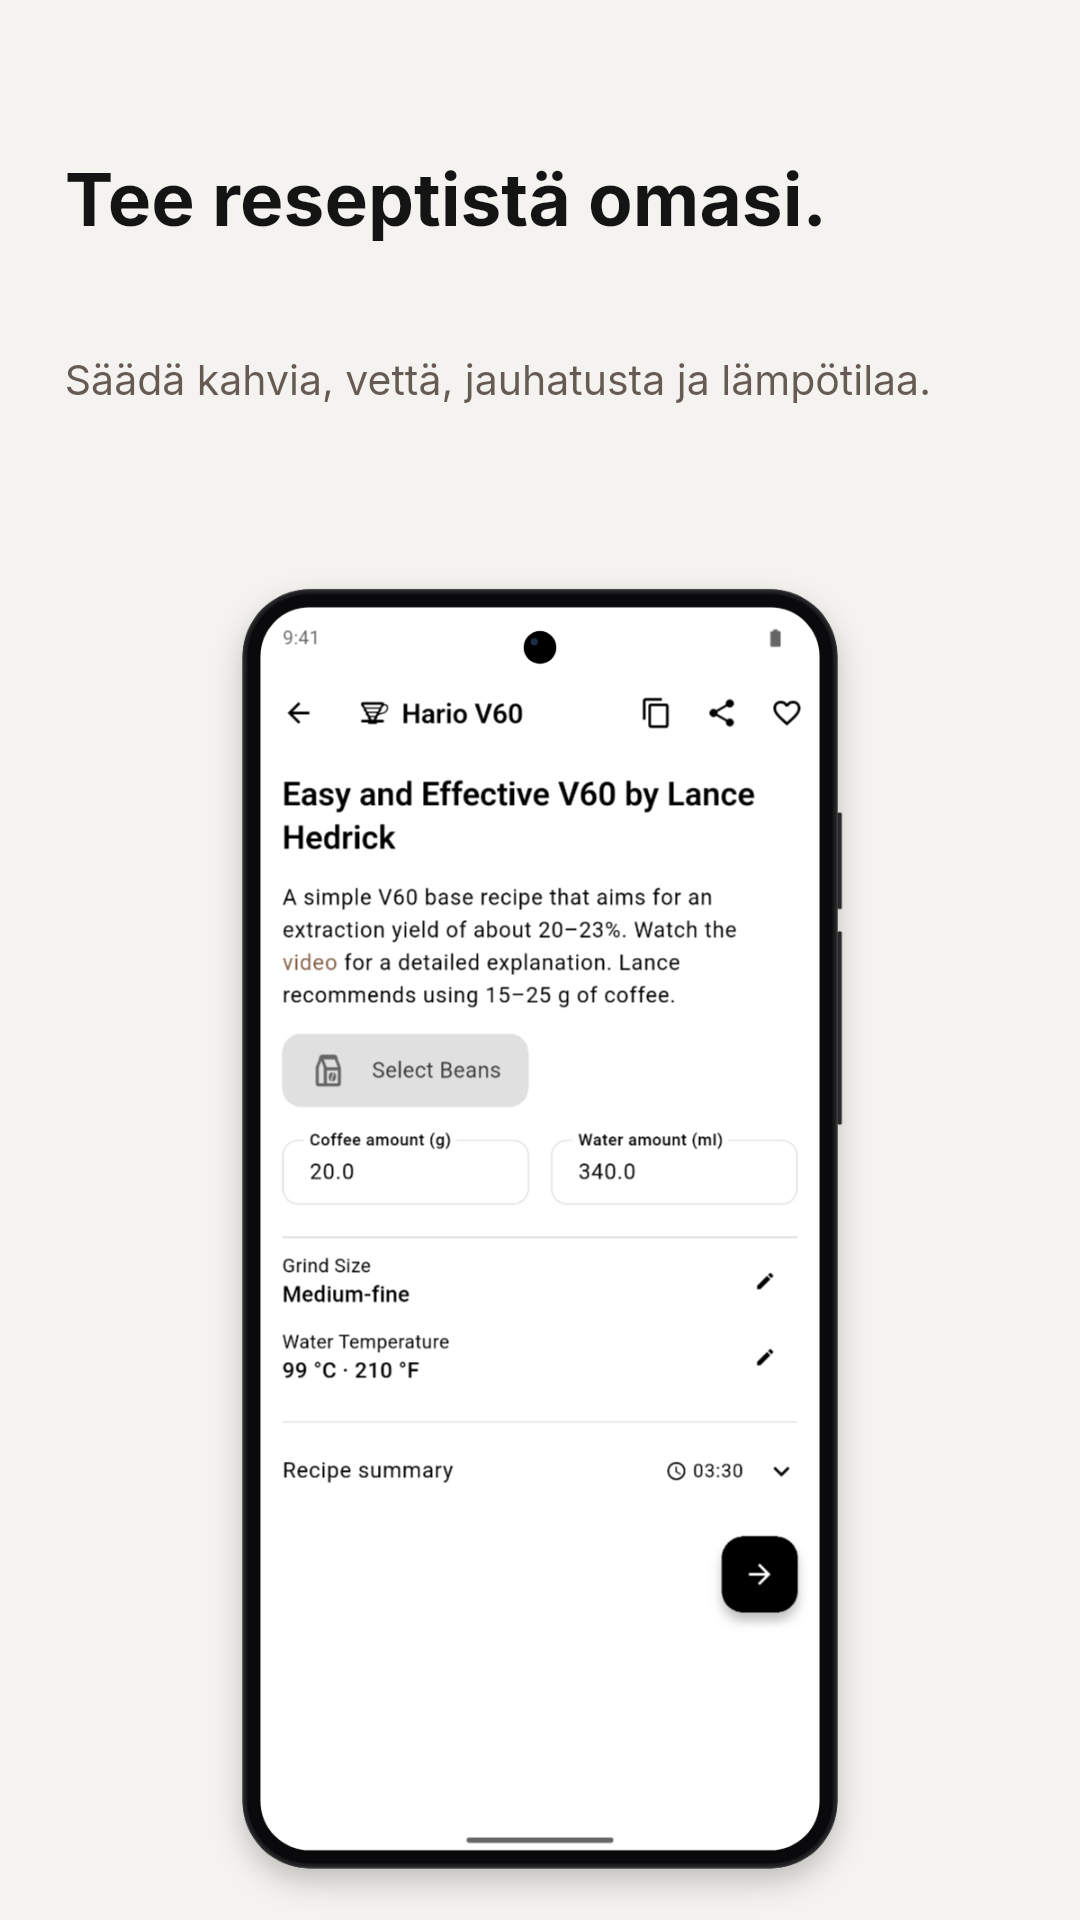 Tee reseptistä omasi.
Säädä kahvia, vettä, jauhatusta ja lämpötilaa.
9:41
Hario V60
Easy and Effective V60 by Lance
Hedrick
A simple V60 base recipe that aims for an
extraction yield of about 20–23%. Watch the
video for a detailed explanation. Lance
recommends using 15–25 g of coffee.
Select Beans
Coffee amount (g)
20.0
Water amount (ml)
340.0
Grind Size
Medium-fine
Water Temperature
99 °C · 210 °F
Recipe summary
03:30